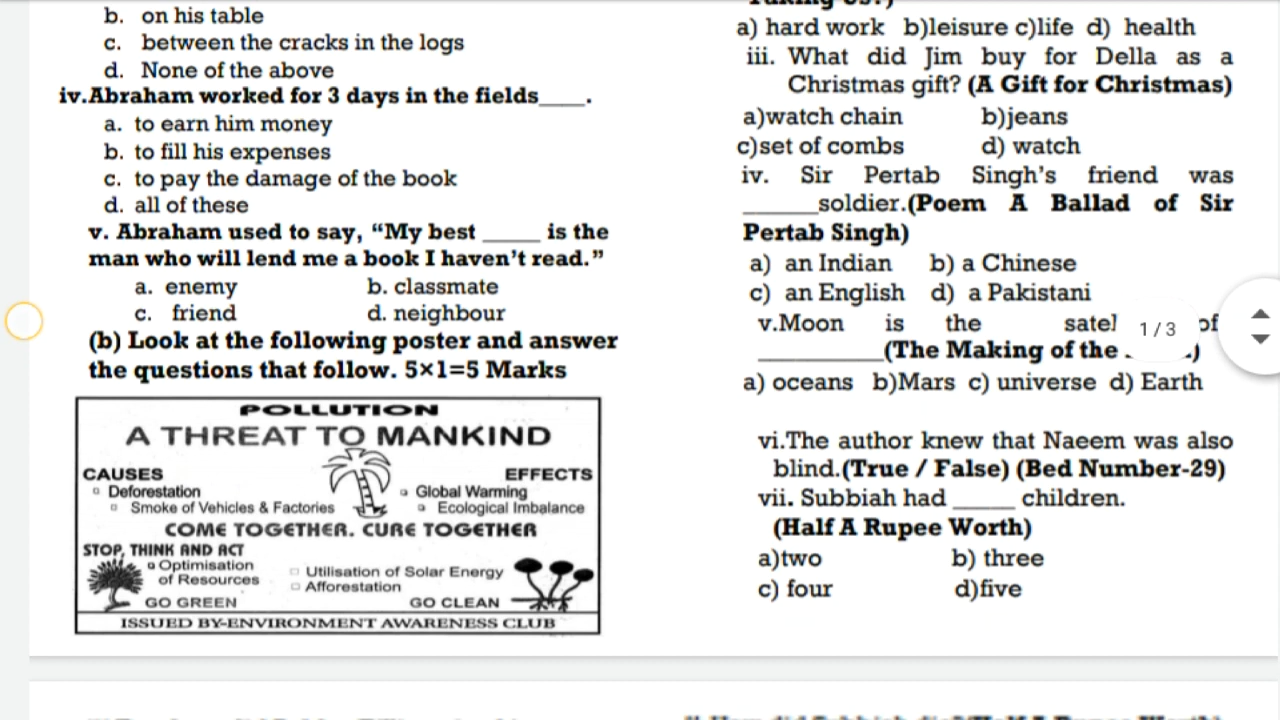 b. on his table
c. between the cracks in the logs
d. None of the above
iv.Abraham worked for 3 days in the fields____.
a. to earn him money
b. to fill his expenses
c. to pay the damage of the book
d. all of these
v. Abraham used to say, “My best _____ is the
man who will lend me a book I haven’t read.”
a. enemy b. classmate
c. friend d. neighbour
(b) Look at the following poster and answer
the questions that follow. 5×1=5 Marks
POLLUTION
A THREAT TO MANKIND
CAUSES EFFECTS
▫ Deforestation ▫ Global Warming
▫ Smoke of Vehicles & Factories ▫ Ecological Imbalance
COME TOGETHER. CURE TOGETHER
STOP, THINK AND ACT
▫ Optimisation
of Resources
▫ Utilisation of Solar Energy
▫ Afforestation
GO GREEN GO CLEAN
ISSUED BY-ENVIRONMENT AWARENESS CLUB
a) hard work b)leisure c)life d) health
iii. What did Jim buy for Della as a
Christmas gift? (A Gift for Christmas)
a)watch chain b)jeans
c)set of combs d) watch
iv. Sir Pertab Singh’s friend was
______soldier.(Poem A Ballad of Sir
Pertab Singh)
a) an Indian b) a Chinese
c) an English d) a Pakistani
v.Moon is the of
__________(The Making of the
a) oceans b)Mars c) universe d) Earth
1 / 3
vi.The author knew that Naeem was also
blind.(True / False) (Bed Number-29)
vii. Subbiah had _____ children.
(Half A Rupee Worth)
a)two b) three
c) four d)five